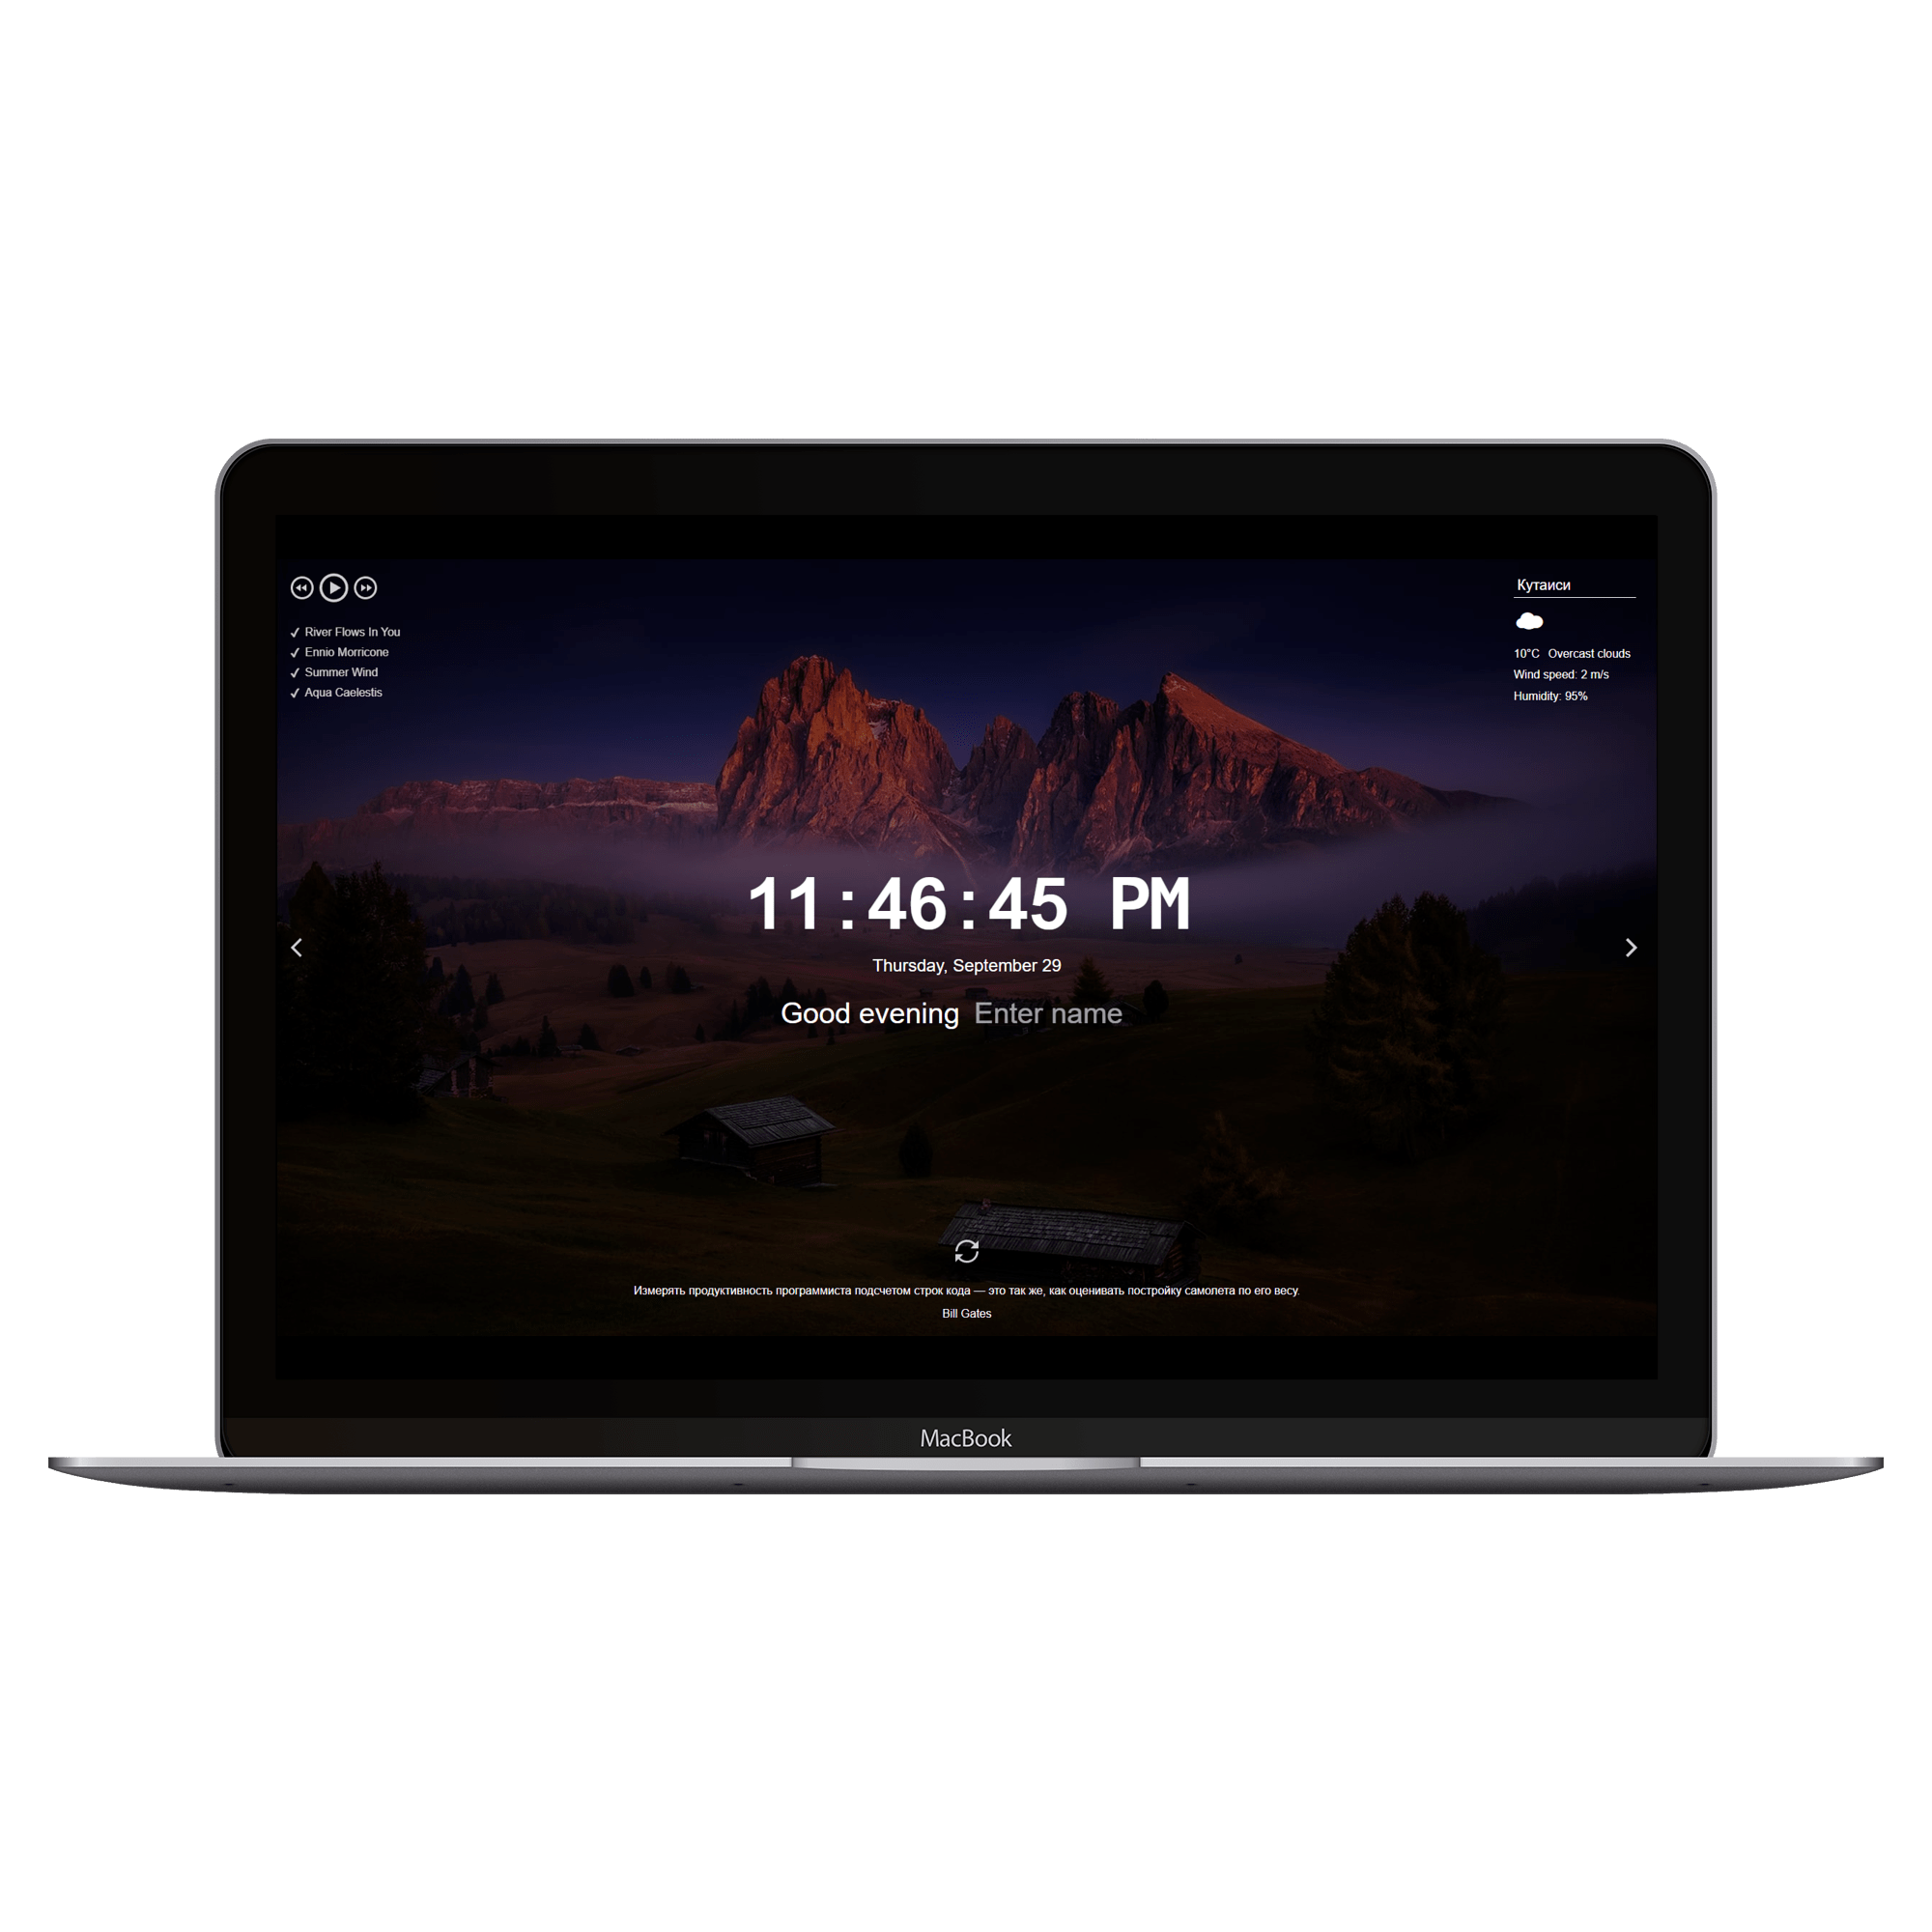 Кутаиси
River Flows In You
Ennio Morricone
Summer Wind
Aqua Caelestis
10°C Overcast clouds
Wind speed: 2 m/s
Humidity: 95%
11:46:45 PM
Thursday, September 29
Good evening Enter name
Измерять продуктивность программиста подсчетом строк кода — это так же, как оценивать постройку самолета по его весу.
Bill Gates
MacBook